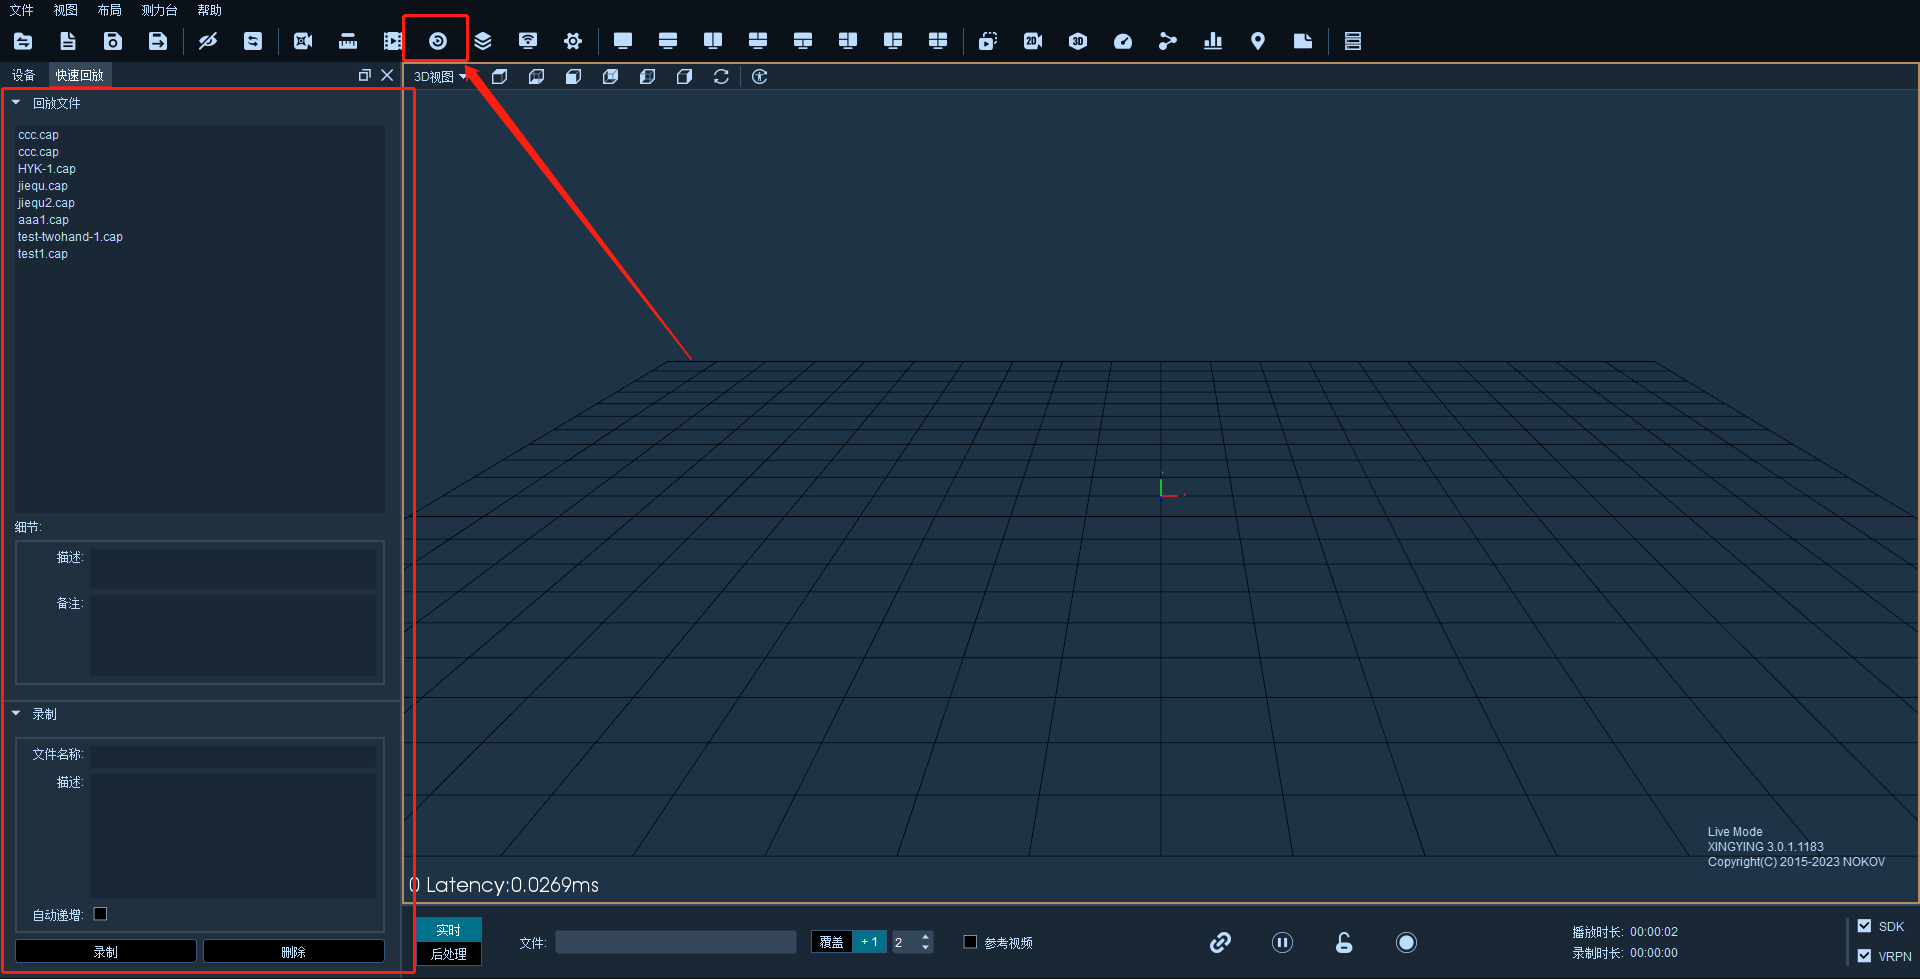 文件 视图 布局 测力台 帮助
2D 3D
设备 快速回放
3D视图
回放文件
ccc.cap
ccc.cap
HYK-1.cap
jiequ.cap
jiequ2.cap
aaa1.cap
test-twohand-1.cap
test1.cap
细节:
描述:
备注:
录制
文件名称:
描述:
自动递增:
录制 删除
Live Mode
XINGYING 3.0.1.1183
Copyright(C) 2015-2023 NOKOV
0 Latency:0.0269ms
实时
后处理
文件: 覆盖 + 1 2 参考视频
播放时长: 00:00:02
录制时长: 00:00:00
SDK
VRPN